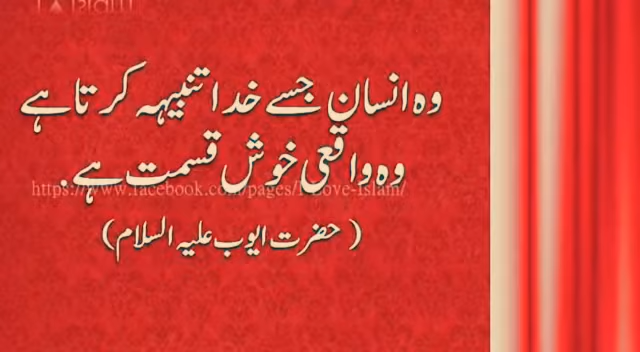 وہ انسان جسے خدا تنبیہہ کرتا ہے
وہ واقعی خوش قسمت ہے۔
https://www.facebook.com/pages/I-Love-Islam/
(حضرت ایوب علیہ السلام)